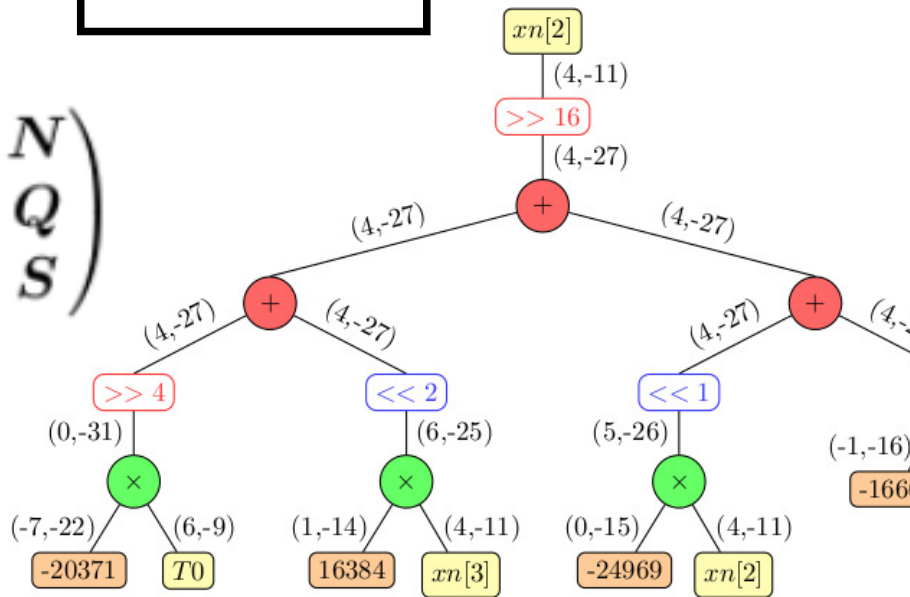 xn[2]
(4,-11)
>> 16
(4,-27)
N
Q
S
+
(4,-27) (4,-27)
+ +
(4,-27) (4,-27) (4,-27)
>> 4 << 2 << 1
(0,-31) (6,-25) (5,-26) (-1,-16)
× × ×
(-7,-22) (6,-9) (1,-14) (4,-11) (0,-15) (4,-11)
-20371 T0 16384 xn[3] -24969 xn[2]